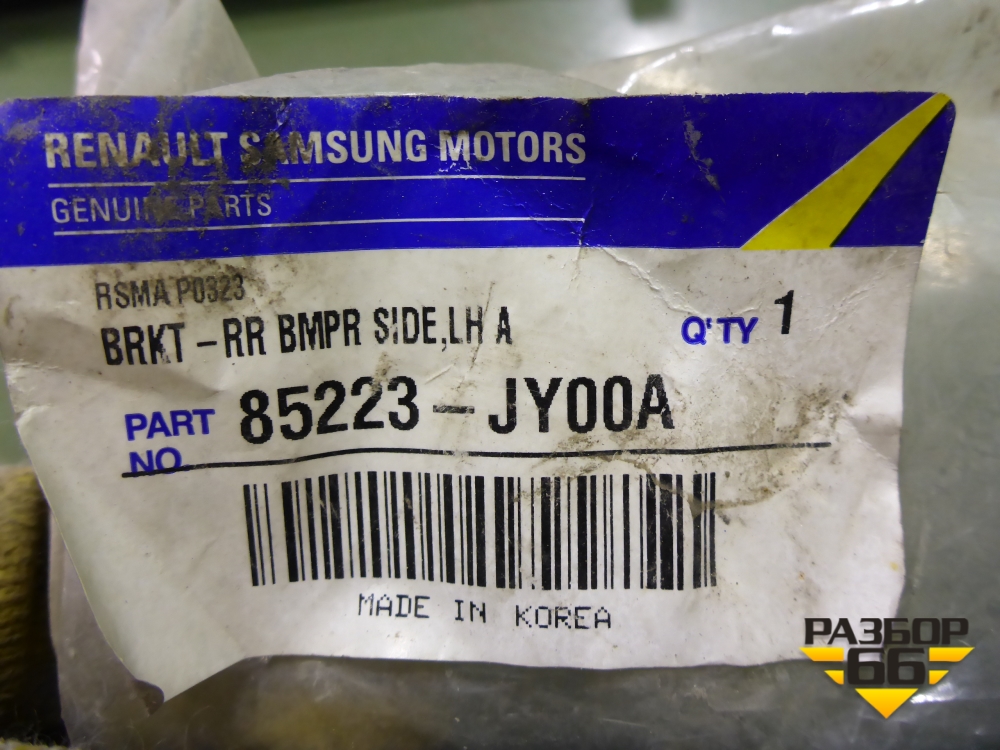 RENAULT SAMSUNG MOTORS
GENUINE PARTS
RSMA P0323
BRKT-RR BMPR SIDE,LH A
Q'TY 1
PART NO 85223-JY00A
MADE IN KOREA
РАЗБОР
66